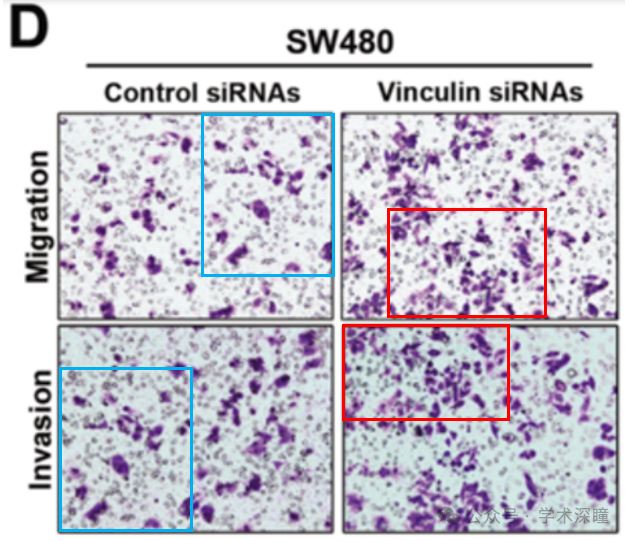 D
SW480
Control siRNAs
Vinculin siRNAs
Migration
Invasion
公众号 · 学术深瞳